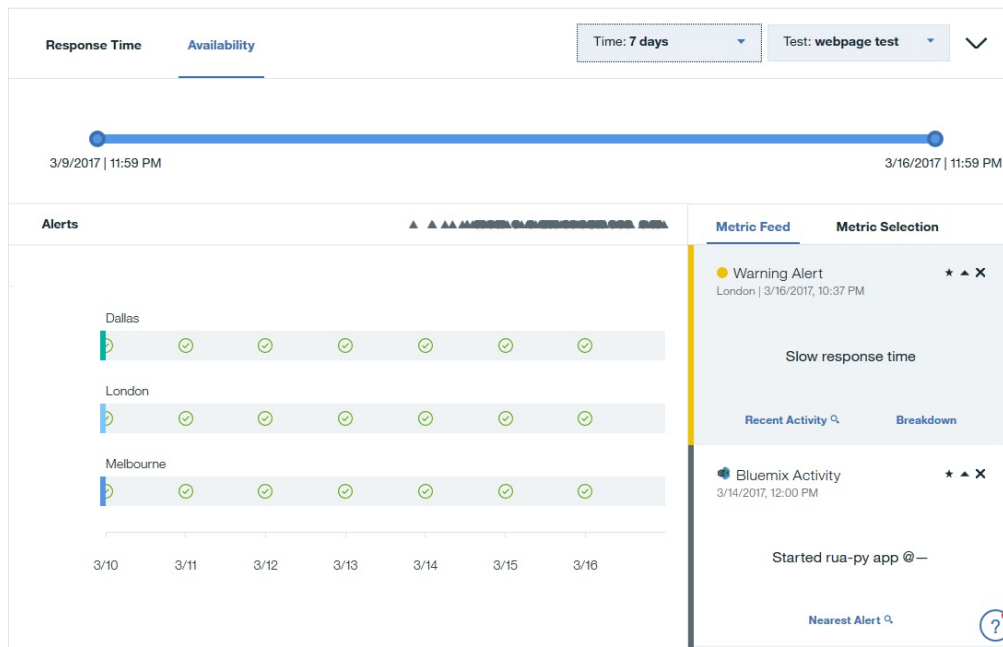 Response Time
Availability
Time: 7 days
Test: webpage test
3/9/2017 | 11:59 PM
3/16/2017 | 11:59 PM
Alerts
Metric Feed
Metric Selection
Warning Alert
London | 3/16/2017, 10:37 PM
Slow response time
Recent Activity
Breakdown
Dallas
London
Melbourne
3/10
3/11
3/12
3/13
3/14
3/15
3/16
Bluemix Activity
3/14/2017, 12:00 PM
Started rua-py app @—
Nearest Alert
?